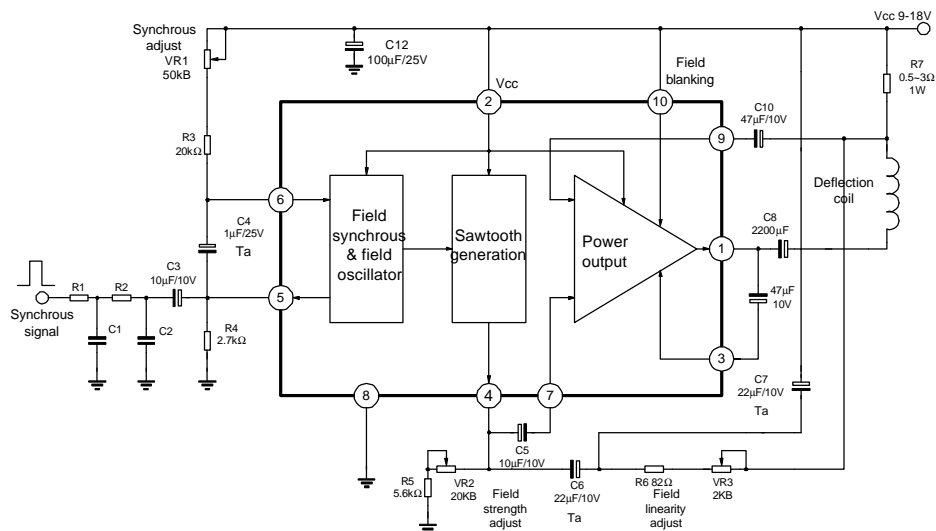 Vcc 9-18V
Synchrous
adjust
VR1
50kB
C12
100μF/25V
Vcc
Field
blanking
R7
0.5~3Ω
1W
2
10
C10
47μF/10V
9
R3
20kΩ
6
C4
1μF/25V
Ta
Field
synchrous
& field
oscillator
Sawtooth
generation
Power
output
Deflection
coil
C8
2200μF
1
C3
10μF/10V
R1
R2
5
47μF
10V
Synchrous
signal
C1
C2
R4
2.7kΩ
3
C7
22μF/10V
Ta
8
4
7
C5
10μF/10V
R5
5.6kΩ
VR2
20KB
Field
strength
adjust
C6
22μF/10V
Ta
R6 82Ω
Field
linearity
adjust
VR3
2KB